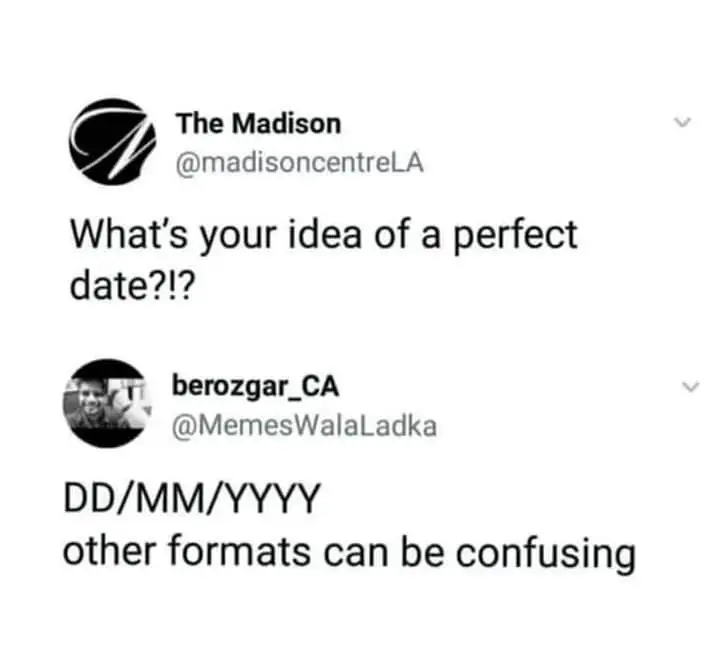 The Madison
@madisoncentreLA
What's your idea of a perfect
date?!?
berozgar_CA
@MemesWalaLadka
DD/MM/YYYY
other formats can be confusing